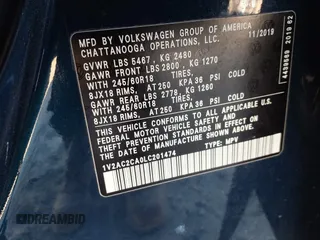 MFD BY VOLKSWAGEN GROUP OF AMERICA
CHATTANOOGA OPERATIONS, LLC. 11/2019
GVWR LBS 5467, KG 2480
GAWR FRONT LBS 2800, KG 1270
WITH 245/60R18 TIRES,
8JX18 RIMS, AT 250 KPA 36 PSI COLD
GAWR REAR LBS 2778, KG 1260
WITH 245/60R18 TIRES,
8JX18 RIMS, AT 250 KPA 36 PSI COLD
THIS VEHICLE CONFORMS TO ALL APPLICABLE
FEDERAL MOTOR VEHICLE SAFETY AND
THEFT PREVENTION STANDARDS IN EFFECT
ON THE DATE OF MANUFACTURE SHOWN ABOVE.
1V2AC2CA0LC201474 TYPE: MPV
2019 62
DREAMBID